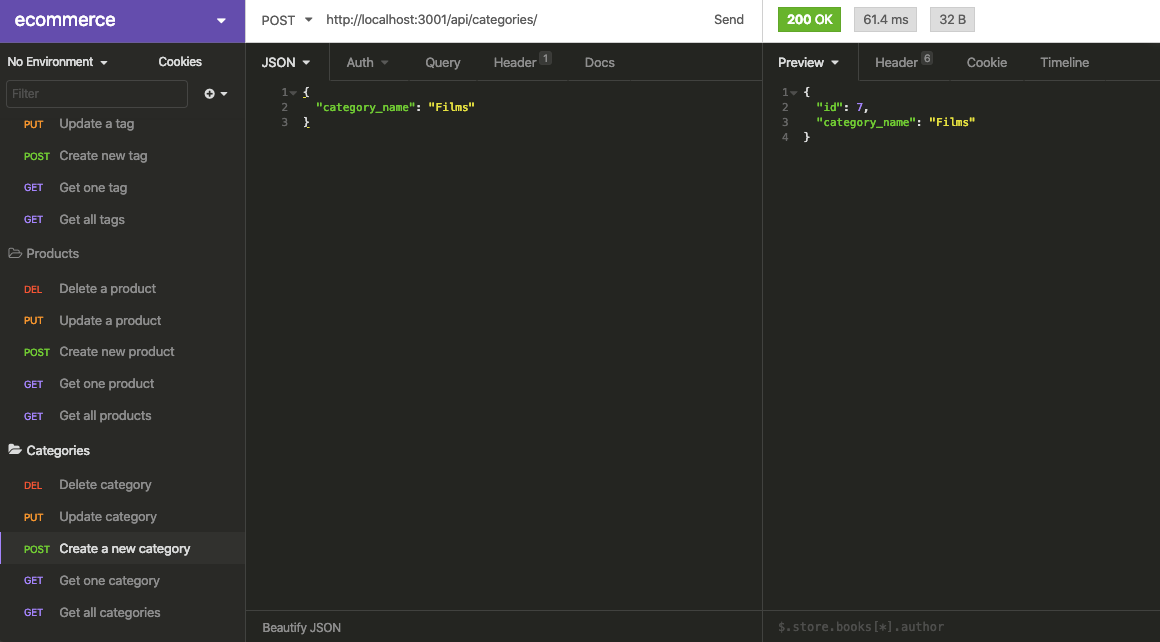 ecommerce
POST http://localhost:3001/api/categories/ Send
200 OK 61.4 ms 32 B
No Environment Cookies
Filter
PUT Update a tag
POST Create new tag
GET Get one tag
GET Get all tags
Products
DEL Delete a product
PUT Update a product
POST Create new product
GET Get one product
GET Get all products
Categories
DEL Delete category
PUT Update category
POST Create a new category
GET Get one category
GET Get all categories
JSON Auth Query Header 1 Docs
1 {
2 "category_name": "Films"
3 }
Beautify JSON
Preview Header 6 Cookie Timeline
1 {
2 "id": 7,
3 "category_name": "Films"
4 }
$.store.books[*].author